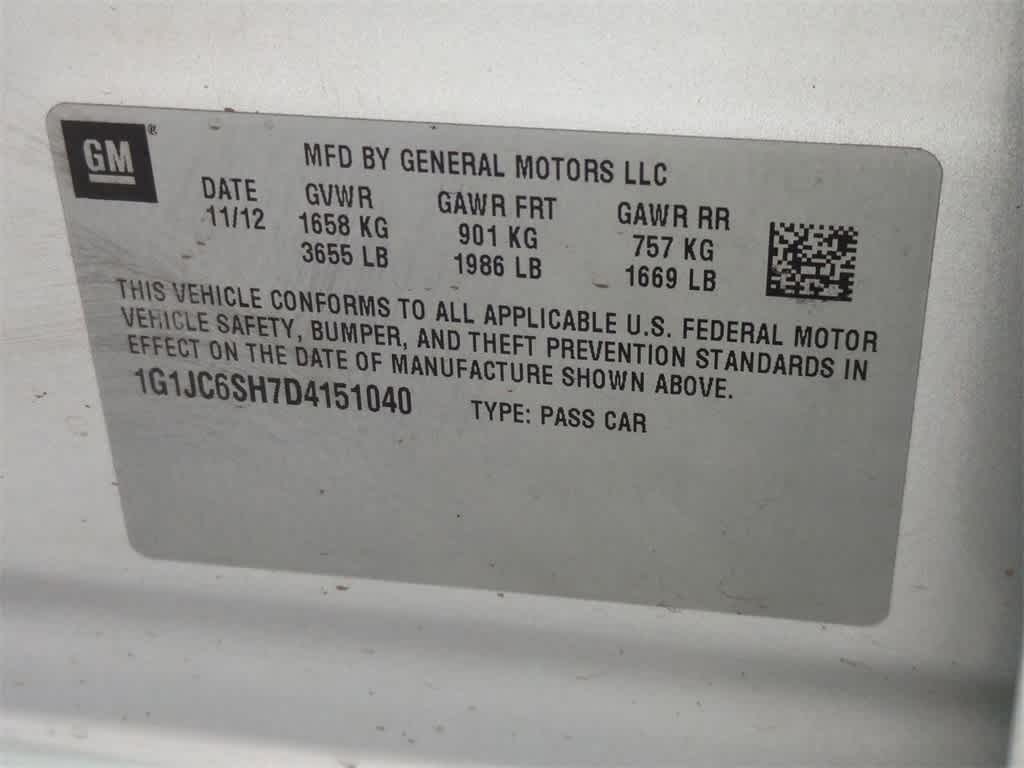 GM®
MFD BY GENERAL MOTORS LLC
DATE GVWR GAWR FRT GAWR RR
11/12 1658 KG 901 KG 757 KG
3655 LB 1986 LB 1669 LB
THIS VEHICLE CONFORMS TO ALL APPLICABLE U.S. FEDERAL MOTOR
VEHICLE SAFETY, BUMPER, AND THEFT PREVENTION STANDARDS IN
EFFECT ON THE DATE OF MANUFACTURE SHOWN ABOVE.
1G1JC6SH7D4151040 TYPE: PASS CAR